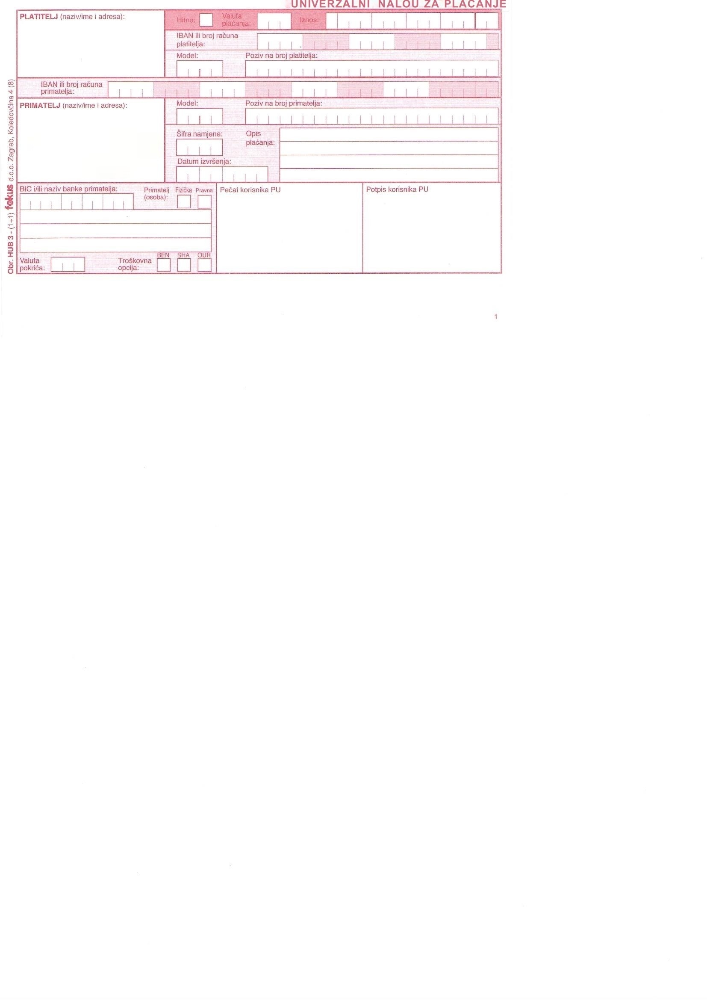 UNIVERZALNI NALOU ZA PLAĆANJE
PLATITELJ (naziv/ime i adresa):
Hitno:
Valuta
plaćanja:
Iznos:
IBAN ili broj računa
platitelja:
Model:
Poziv na broj platitelja:
IBAN ili broj računa
primatelja:
PRIMATELJ (naziv/ime i adresa):
Model:
Poziv na broj primatelja:
Šifra namjene:
Opis
plaćanja:
Datum izvršenja:
BIC i/ili naziv banke primatelja:
Primatelj
(osoba):
Fizička
Pravna
Pečat korisnika PU
Potpis korisnika PU
Valuta
pokrića:
Troškovna
opcija:
BEN
SHA
OUR
Obr. HUB 3 - (1+1) fokus d.o.o. Zagreb, Koledovčina 4 (8)
1